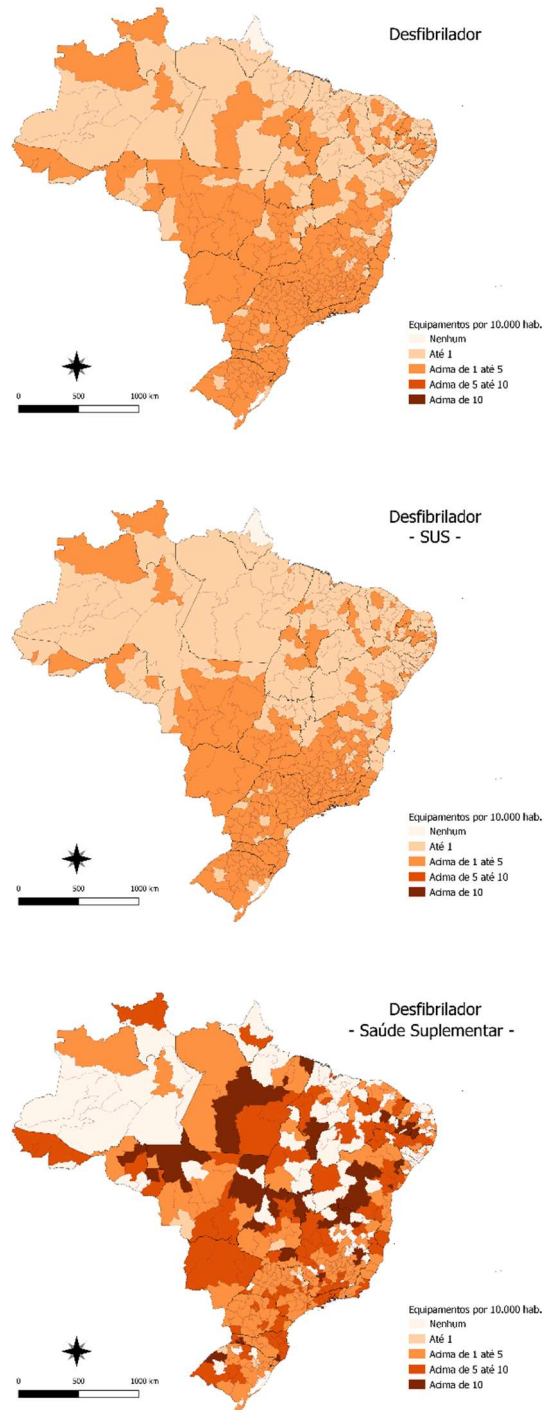 Desfibrilador
Equipamentos por 10.000 hab.
Nenhum
Até 1
Acima de 1 até 5
Acima de 5 até 10
Acima de 10
0 500 1000 km
Desfibrilador
- SUS -
Equipamentos por 10.000 hab.
Nenhum
Até 1
Acima de 1 até 5
Acima de 5 até 10
Acima de 10
0 500 1000 km
Desfibrilador
- Saúde Suplementar -
Equipamentos por 10.000 hab.
Nenhum
Até 1
Acima de 1 até 5
Acima de 5 até 10
Acima de 10
0 500 1000 km